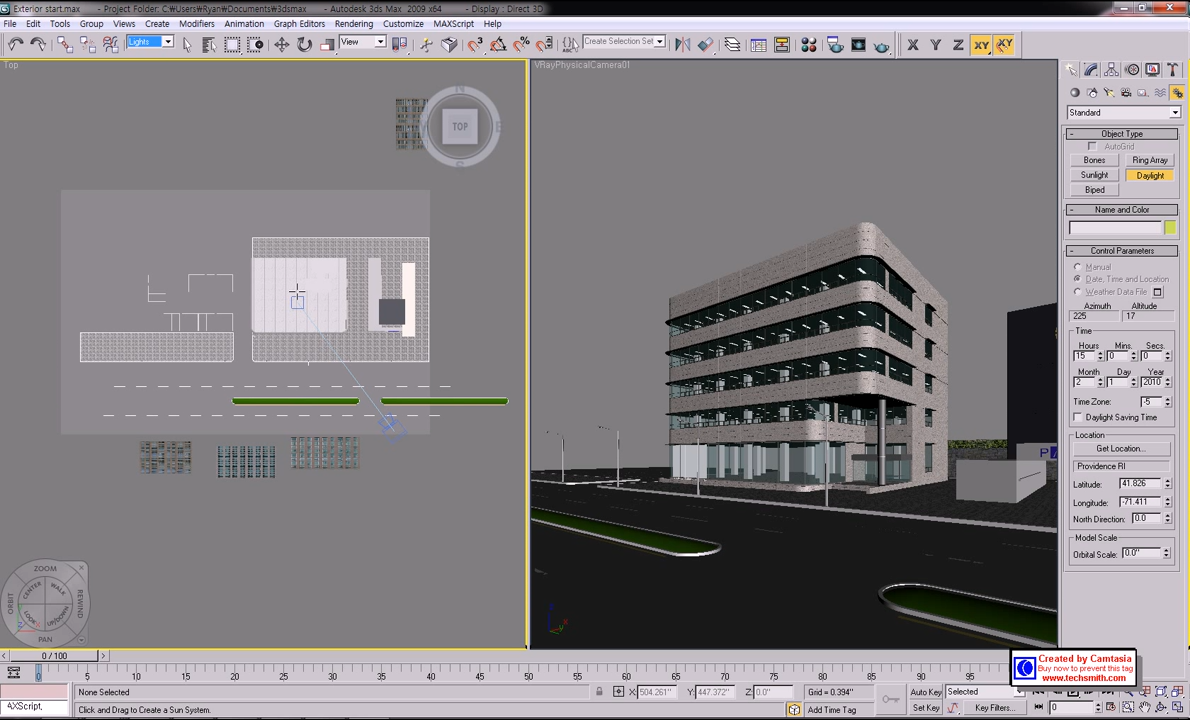 Exterior start.max - Project Folder: C:₩Users₩Ryan₩Documents₩3dsmax - Autodesk 3ds Max 2009 x64 - Display : Direct 3D
File Edit Tools Group Views Create Modifiers Animation Graph Editors Rendering Customize MAXScript Help
Lights View Create Selection Set X Y Z XY XY
Top
VRayPhysicalCamera01
N
TOP
E
S
Standard
- Object Type
AutoGrid
Bones Ring Array
Sunlight Daylight
Biped
- Name and Color
- Control Parameters
Manual
Date, Time and Location
Weather Data File
Azimuth Altitude
225 17
Time
Hours Mins. Secs.
15 0 0
Month Day Year
2 1 2010
Time Zone: -5
Daylight Saving Time
Location
Get Location...
Providence RI
Latitude: 41.826
Longitude: -71.411
North Direction: 0.0
Model Scale
Orbital Scale: 0.0"
P
ZOOM
ORBIT
CENTER
WALK
REWIND
LOOK
UP/DOWN
PAN
0 / 100
0 5 10 15 20 25 30 35 40 45 50 55 60 65 70 75 80 85 90 95
Created by Camtasia
Buy now to prevent this tag
www.techsmith.com
None Selected X: 504.261" Y: 447.372" Z: 0.0" Grid = 0.394" Auto Key Selected
AXScript, Click and Drag to Create a Sun System. Add Time Tag Set Key Key Filters... 0